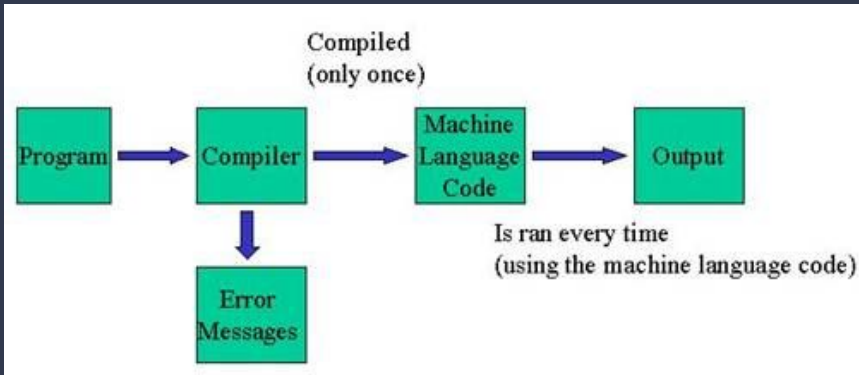 Compiled
(only once)
Program
Compiler
Machine
Language
Code
Output
Is ran every time
(using the machine language code)
Error
Messages